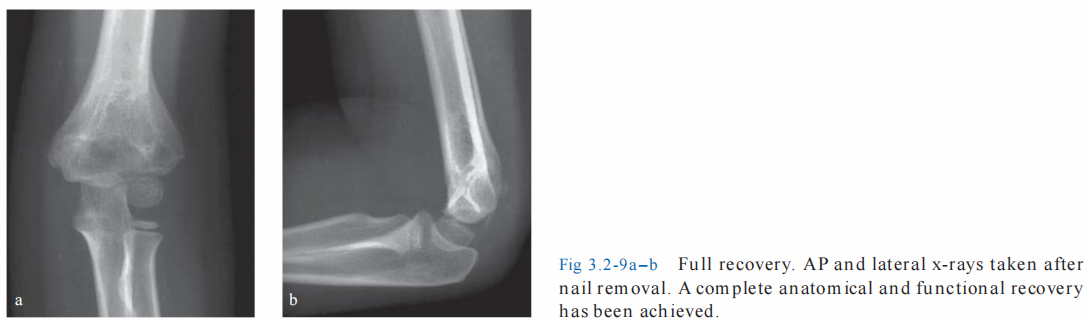 a
b
Fig 3.2-9a–b Full recovery. AP and lateral x-rays taken after
nail removal. A complete anatomical and functional recovery
has been achieved.